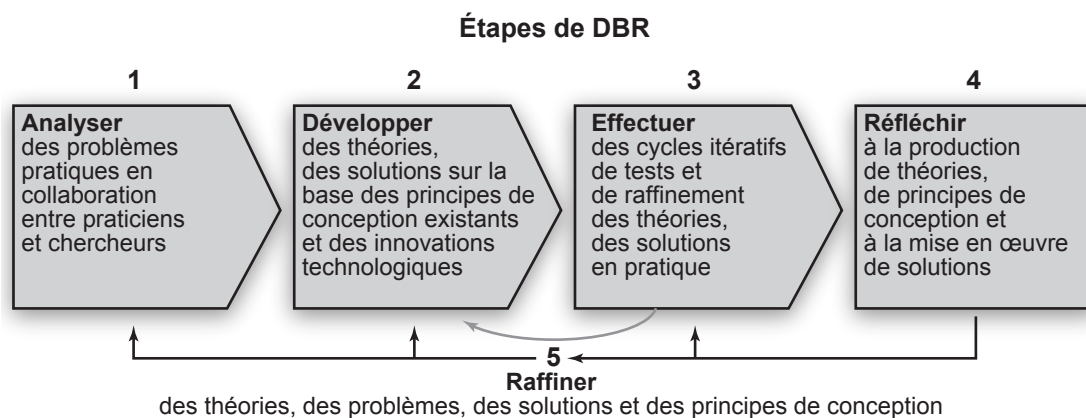 Étapes de DBR
1
Analyser
des problèmes
pratiques en
collaboration
entre praticiens
et chercheurs
2
Développer
des théories,
des solutions sur la
base des principes de
conception existants
et des innovations
technologiques
3
Effectuer
des cycles itératifs
de tests et
de raffinement
des théories,
des solutions
en pratique
4
Réfléchir
à la production
de théories,
de principes de
conception et
à la mise en œuvre
de solutions
5
Raffiner
des théories, des problèmes, des solutions et des principes de conception